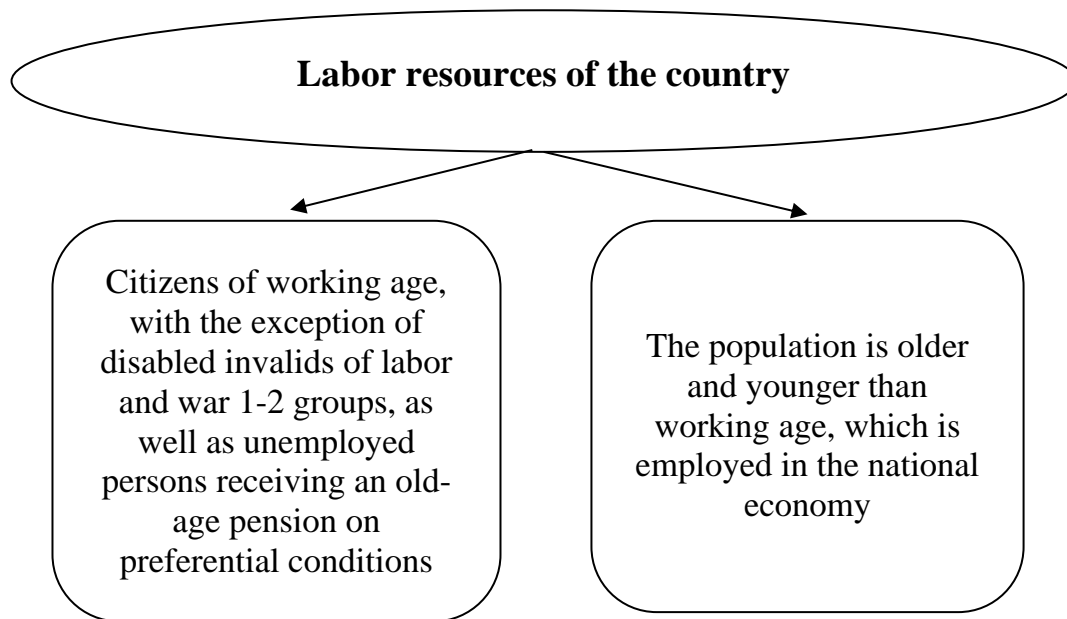 Labor resources of the country
Citizens of working age,
with the exception of
disabled invalids of labor
and war 1-2 groups, as
well as unemployed
persons receiving an old-
age pension on
preferential conditions
The population is older
and younger than
working age, which is
employed in the national
economy